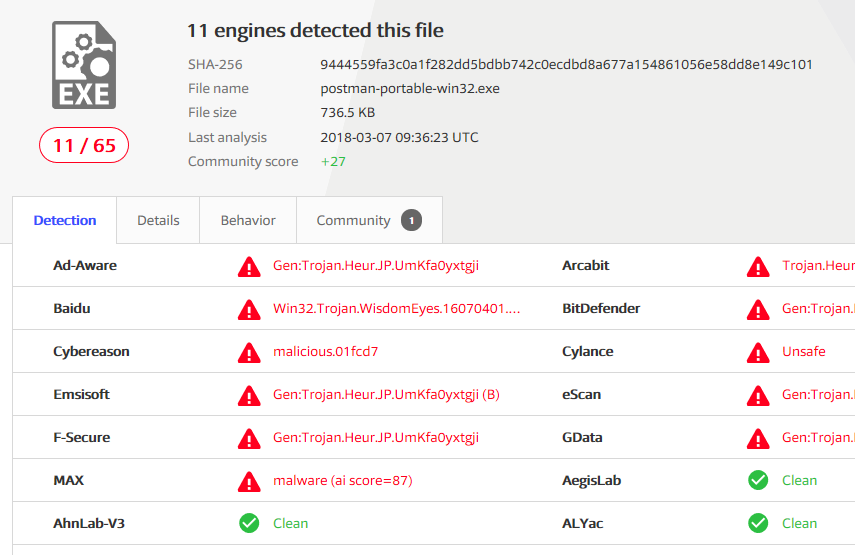 11 engines detected this file
SHA-256 9444559fa3c0a1f282dd5bdbb742c0ecdbd8a677a154861056e58dd8e149c101
File name postman-portable-win32.exe
File size 736.5 KB
Last analysis 2018-03-07 09:36:23 UTC
Community score +27
EXE
11 / 65
Detection Details Behavior Community 1
Ad-Aware Gen:Trojan.Heur.JP.UmKfa0yxtgji Arcabit Trojan.Heur
Baidu Win32.Trojan.WisdomEyes.16070401.... BitDefender Gen:Trojan.
Cybereason malicious.01fcd7 Cylance Unsafe
Emsisoft Gen:Trojan.Heur.JP.UmKfa0yxtgji (B) eScan Gen:Trojan.
F-Secure Gen:Trojan.Heur.JP.UmKfa0yxtgji GData Gen:Trojan.
MAX malware (ai score=87) AegisLab Clean
AhnLab-V3 Clean ALYac Clean